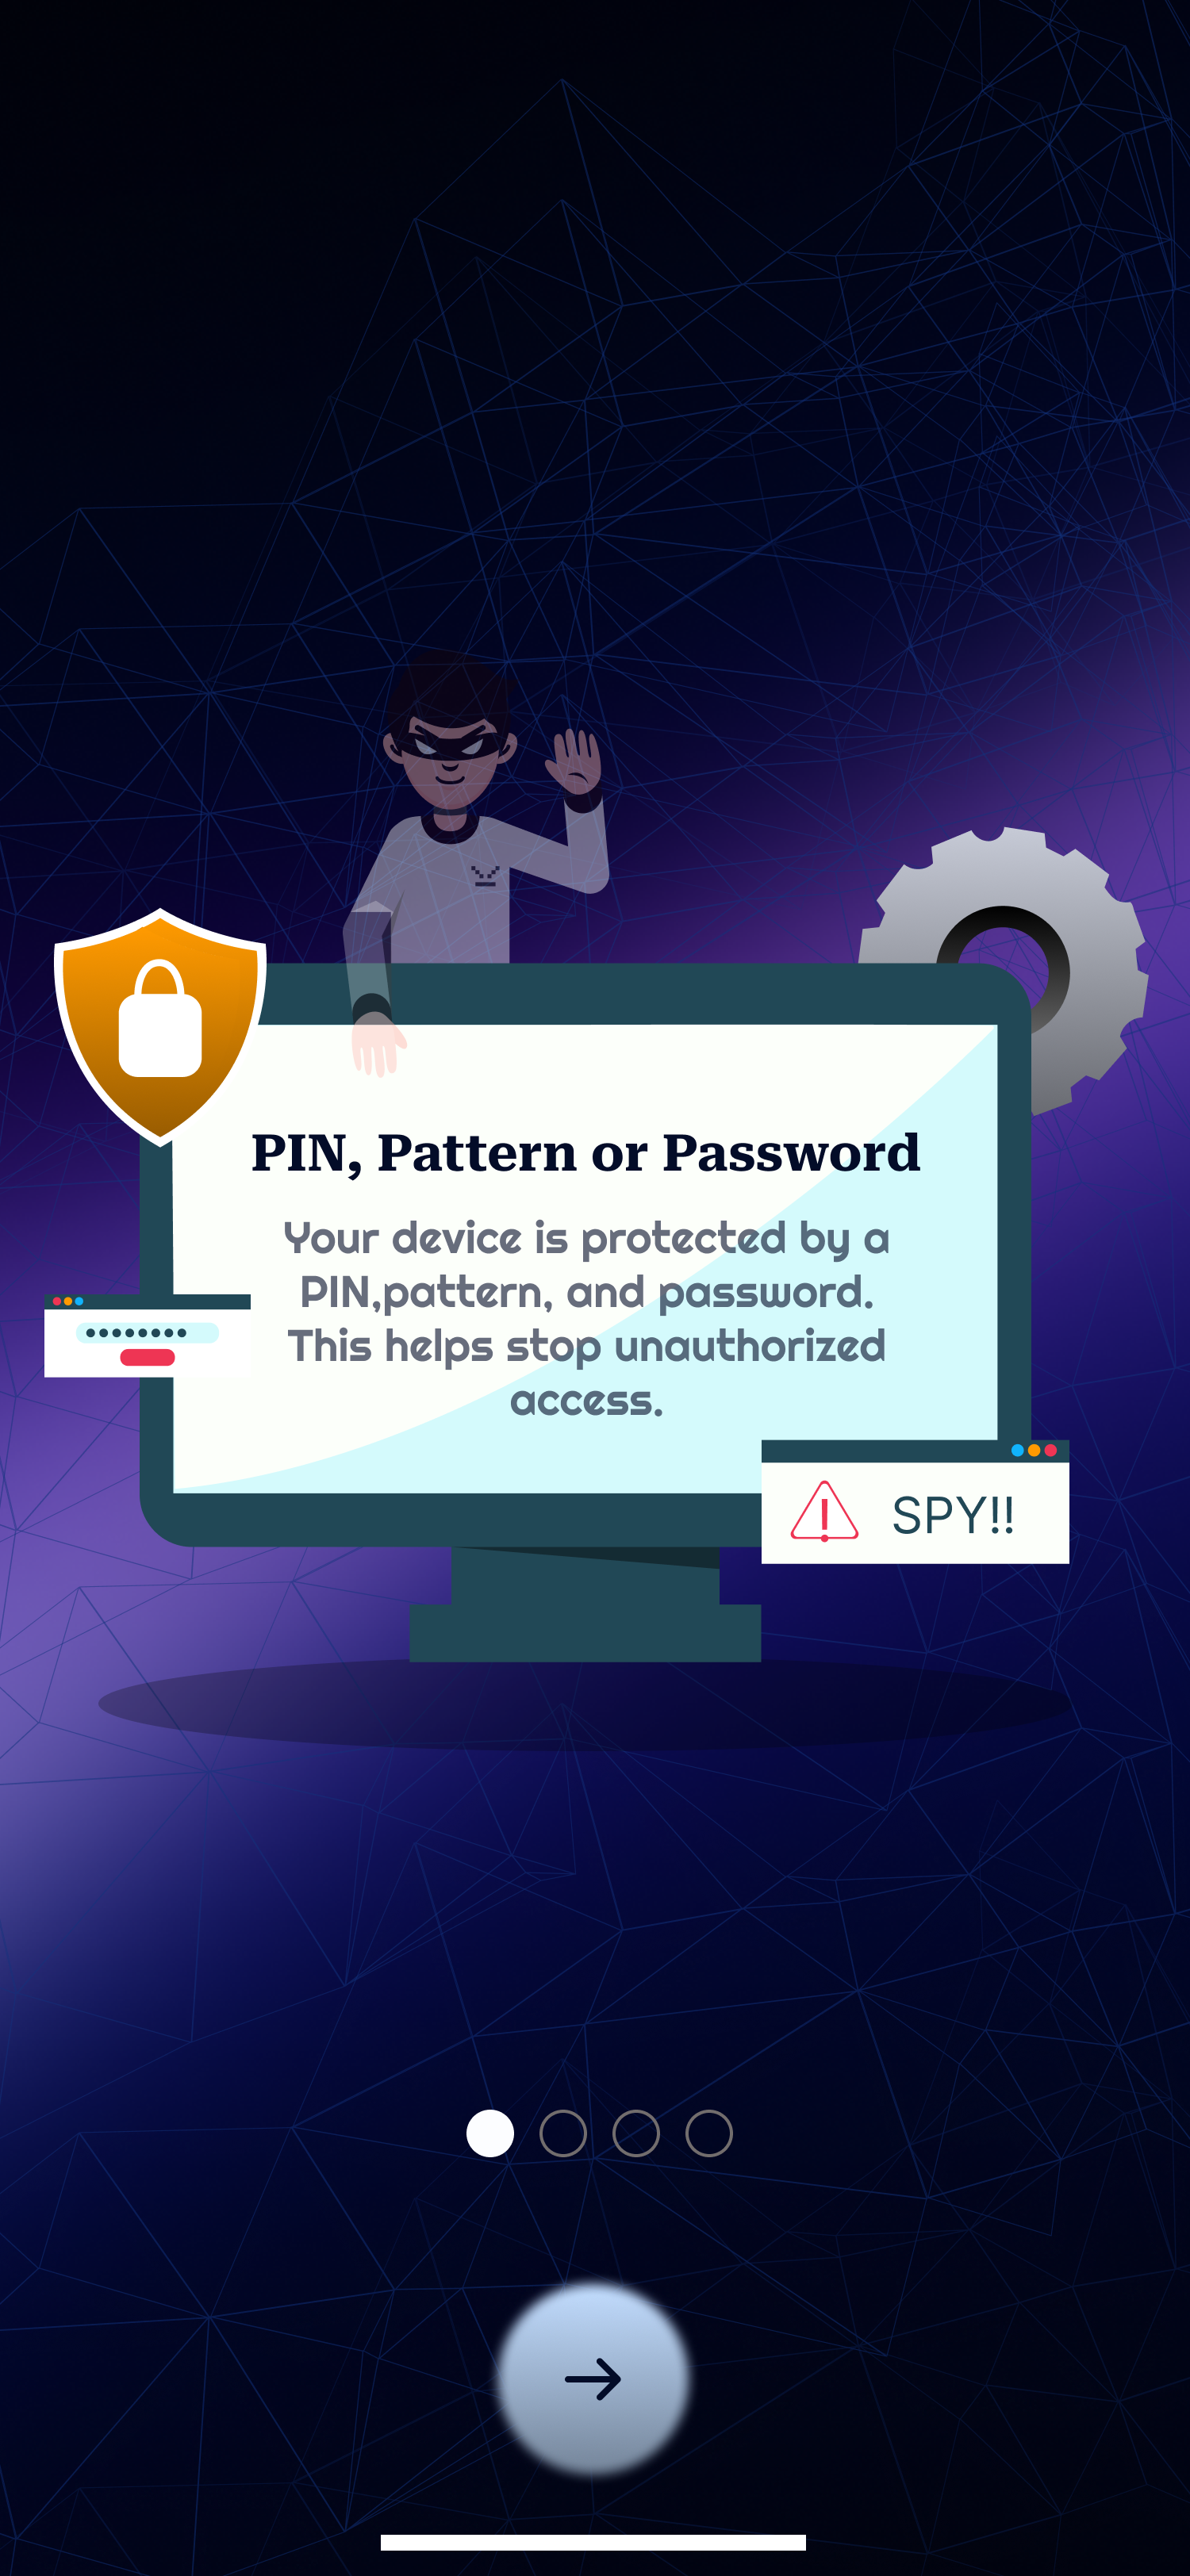 PIN, Pattern or Password
Your device is protected by a
PIN,pattern, and password.
This helps stop unauthorized
access.
SPY!!